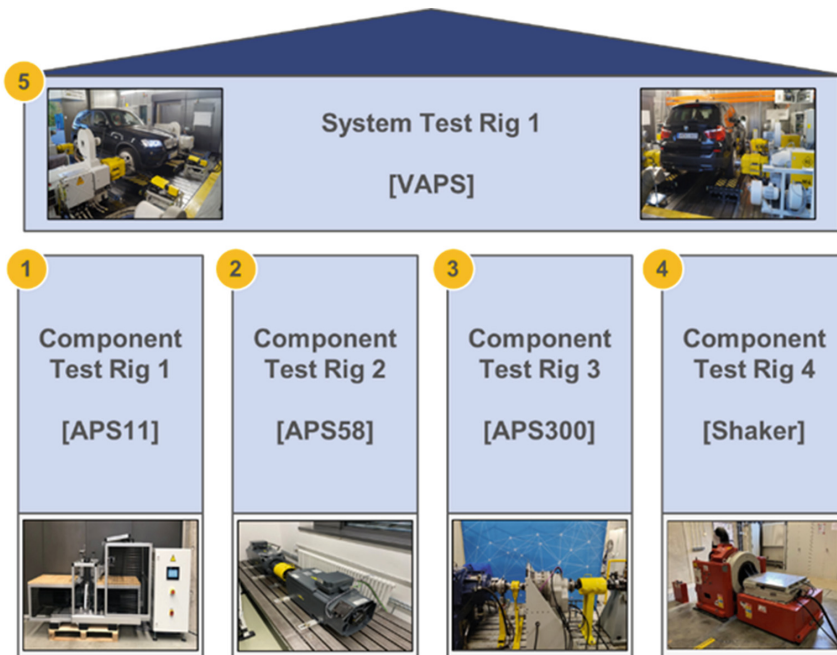 5
System Test Rig 1
[VAPS]
1
2
3
4
Component
Test Rig 1
[APS11]
Component
Test Rig 2
[APS58]
Component
Test Rig 3
[APS300]
Component
Test Rig 4
[Shaker]